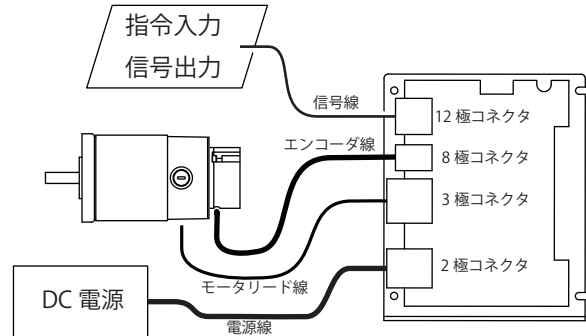 指令入力
信号出力
信号線
12 極コネクタ
エンコーダ線
8 極コネクタ
3 極コネクタ
2 極コネクタ
モータリード線
DC 電源
電源線